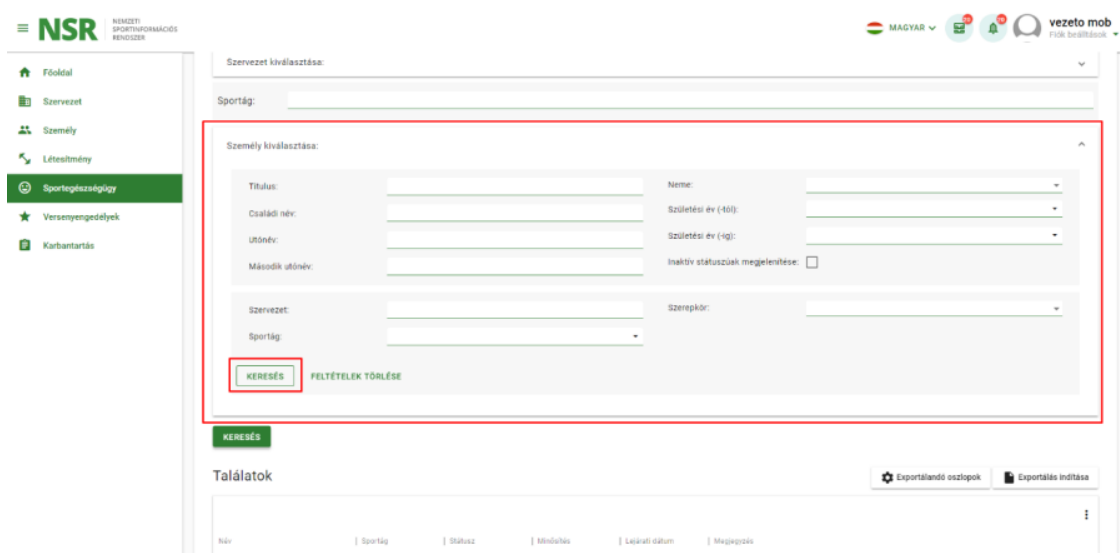 NSR
NEMZETI
SPORTINFORMÁCIÓS
RENDSZER
MAGYAR
vezeto mob
Fiók beállítások
Főoldal
Szervezet
Személy
Létesítmény
Sportegészségügy
Versenyengedélyek
Karbantartás
Szervezet kiválasztása:
Sportág:
Személy kiválasztása:
Titulus:
Neme:
Családi név:
Születési év (-tól):
Utónév:
Születési év (-ig):
Második utónév:
Inaktív státuszúak megjelenítése:
Szervezet:
Szerepkör:
Sportág:
KERESÉS FELTÉTELEK TÖRLÉSE
KERESÉS
Találatok
Exportálandó oszlopok
Exportálás indítása
Név | Sportág | Státusz | Minősítés | Lejárati dátum | Megjegyzés